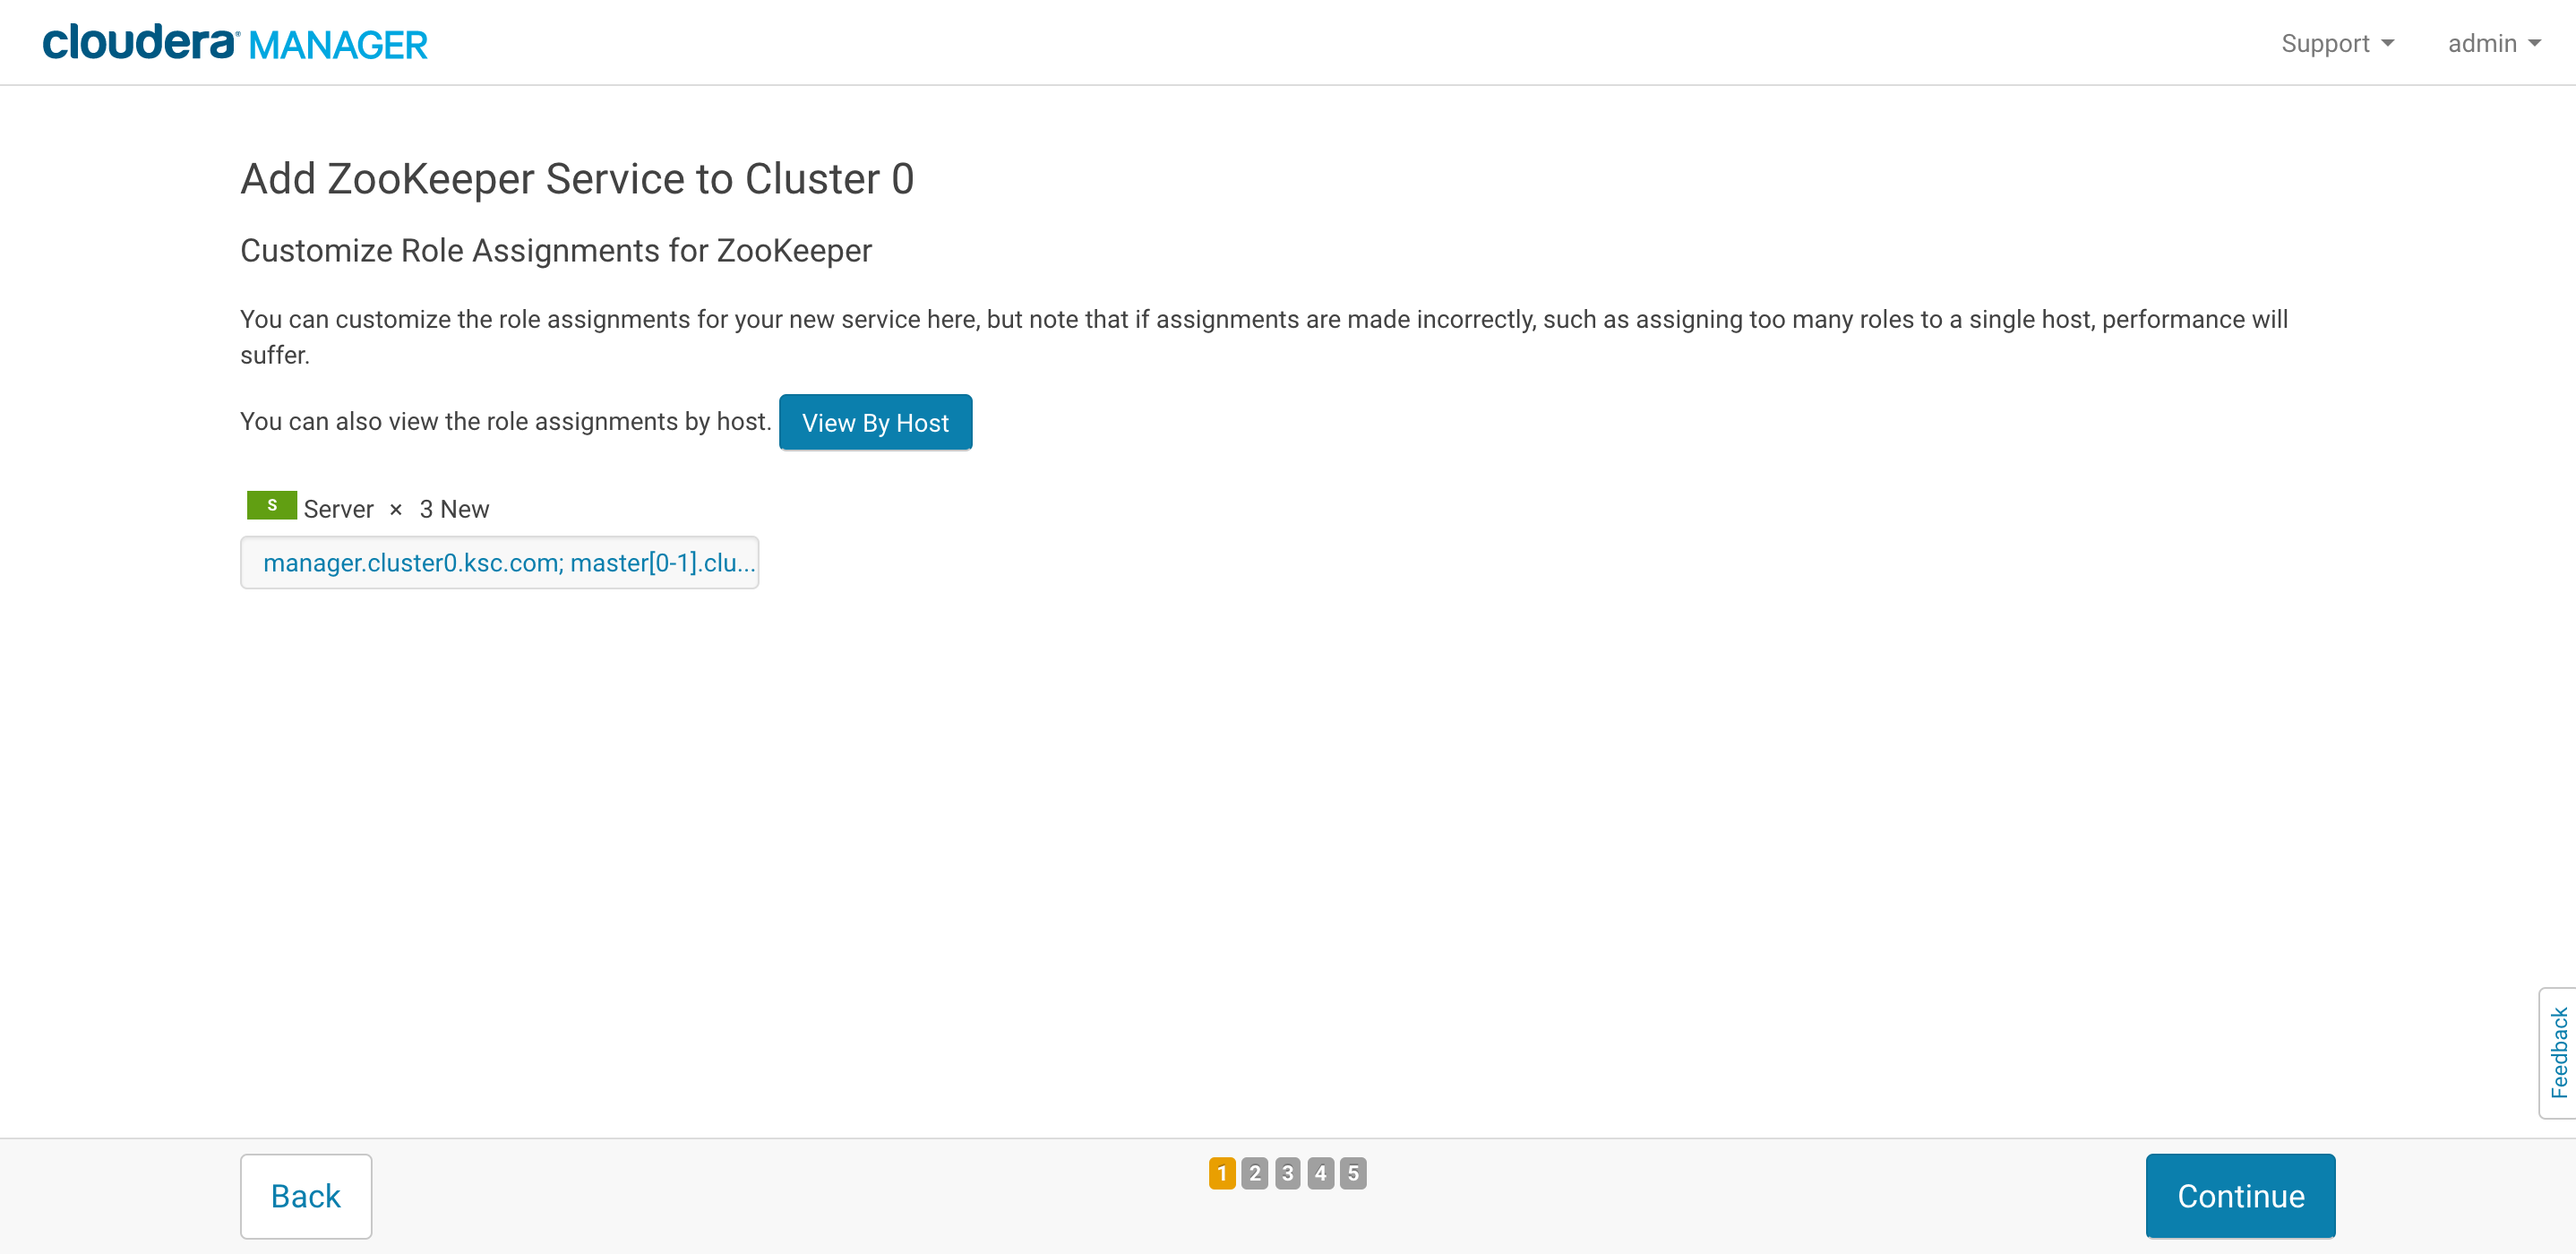 cloudera MANAGER
Support
admin
Add ZooKeeper Service to Cluster 0
Customize Role Assignments for ZooKeeper
You can customize the role assignments for your new service here, but note that if assignments are made incorrectly, such as assigning too many roles to a single host, performance will
suffer.
You can also view the role assignments by host. View By Host
S Server × 3 New
manager.cluster0.ksc.com; master[0-1].clu...
Feedback
Back
1 2 3 4 5
Continue